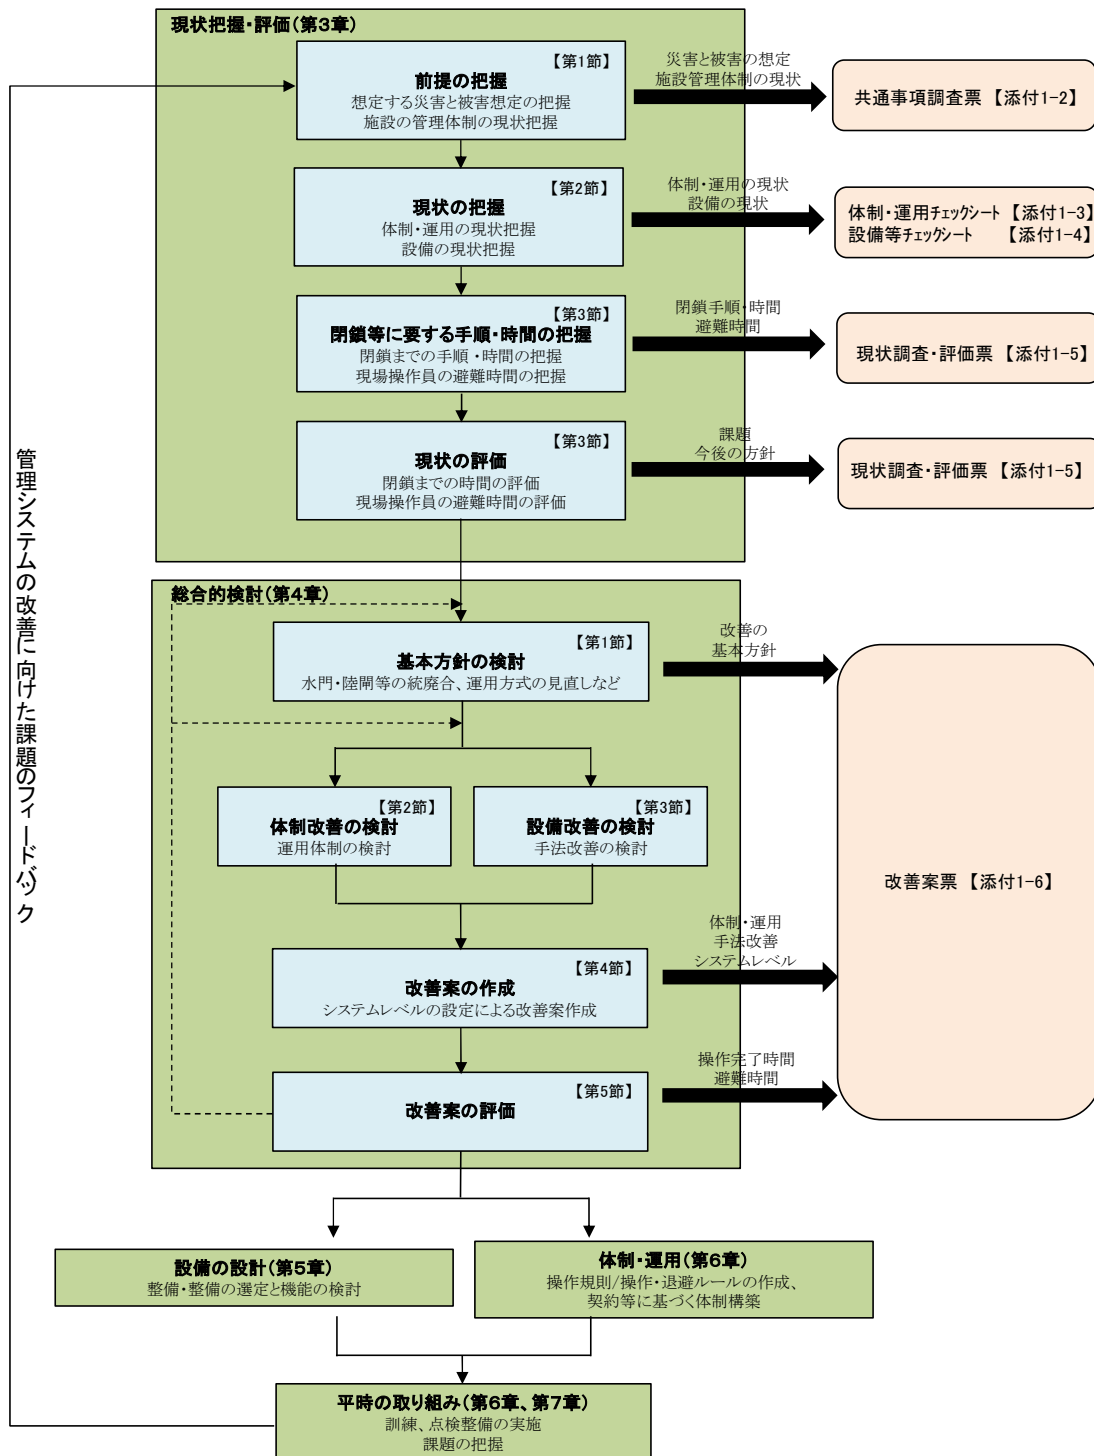 現状把握・評価(第3章)
【第1節】
前提の把握
想定する災害と被害想定の把握
施設の管理体制の現状把握
災害と被害の想定
施設管理体制の現状
共通事項調査票 【添付1-2】
【第2節】
現状の把握
体制・運用の現状把握
設備の現状把握
体制・運用の現状
設備の現状
体制・運用チェックシート 【添付1-3】
設備等チェックシート 【添付1-4】
【第3節】
閉鎖等に要する手順・時間の把握
閉鎖までの手順・時間の把握
現場操作員の避難時間の把握
閉鎖手順・時間
避難時間
現状調査・評価票 【添付1-5】
【第3節】
現状の評価
閉鎖までの時間の評価
現場操作員の避難時間の評価
課題
今後の方針
現状調査・評価票 【添付1-5】
管理システムの改善に向けた課題のフィードバック
総合的検討(第4章)
【第1節】
基本方針の検討
水門・陸閘等の統廃合、運用方式の見直しなど
改善の
基本方針
【第2節】
体制改善の検討
運用体制の検討
【第3節】
設備改善の検討
手法改善の検討
改善案票 【添付1-6】
【第4節】
改善案の作成
システムレベルの設定による改善案作成
体制・運用
手法改善
システムレベル
【第5節】
改善案の評価
操作完了時間
避難時間
設備の設計(第5章)
整備・整備の選定と機能の検討
体制・運用(第6章)
操作規則/操作・退避ルールの作成、
契約等に基づく体制構築
平時の取り組み(第6章、第7章)
訓練、点検整備の実施
課題の把握